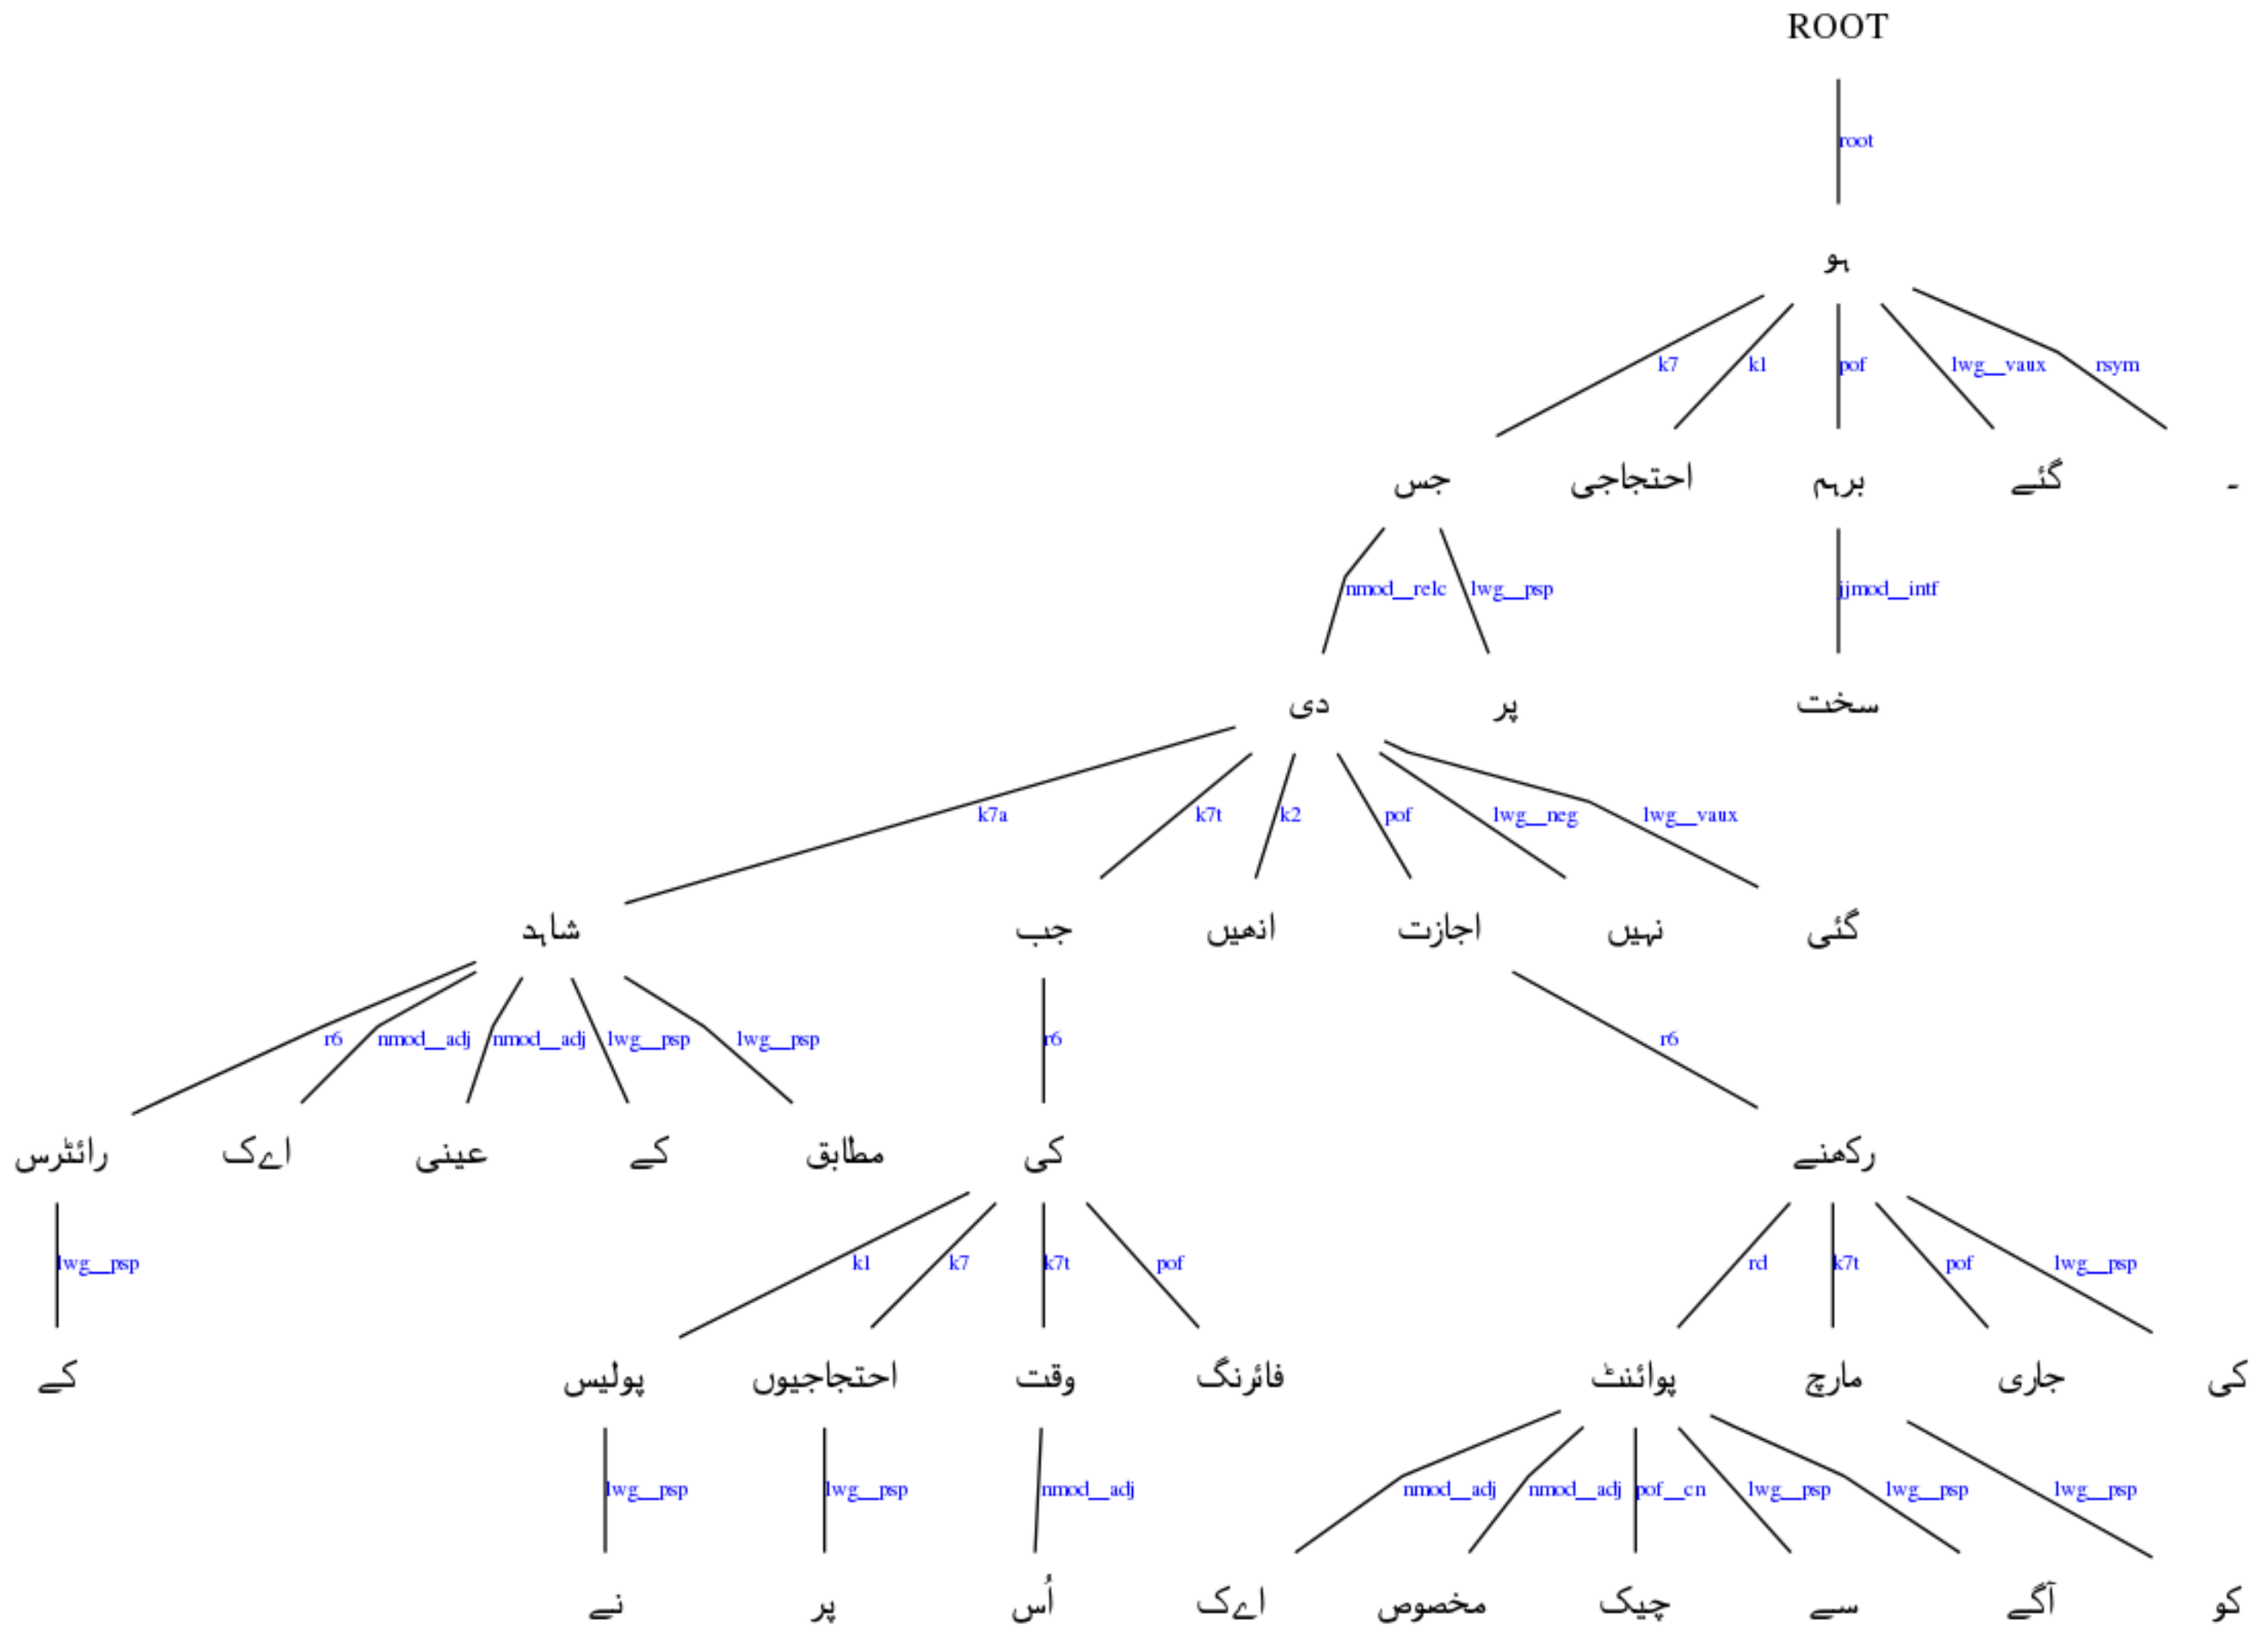 ROOT
root
ہو
k7 k1 pof lwg__vaux rsym
جس احتجاجی برہم گئے ۔
nmod__relc lwg__psp jjmod__intf
دی پر سخت
k7a k7t k2 pof lwg__neg lwg__vaux
شاہد جب انھیں اجازت نہیں گئی
r6 nmod__adj nmod__adj lwg__psp lwg__psp r6 r6
رائٹرس اےک عینی کے مطابق کی رکھنے
lwg__psp k1 k7 k7t pof rd k7t pof lwg__psp
کے پولیس احتجاجیوں وقت فائرنگ پوائنٹ مارچ جاری کی
lwg__psp lwg__psp nmod__adj nmod__adj nmod__adj pof__cn lwg__psp lwg__psp lwg__psp
نے پر اُس اےک مخصوص چیک سے آگے کو